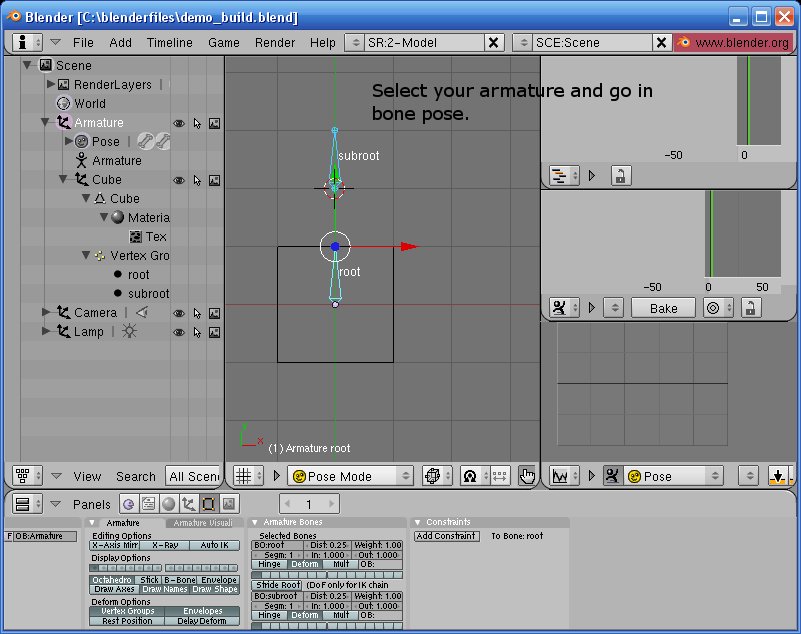 Blender [C:\blenderfiles\demo_build.blend]
File Add Timeline Game Render Help SR:2-Model SCE:Scene www.blender.org
Scene
RenderLayers
World
Armature
Pose
Armature
Cube
Cube
Materia
Tex
Vertex Gro
root
subroot
Camera
Lamp
View Search All Scen
Select your armature and go in
bone pose.
subroot
root
Y
X
(1) Armature root
Pose Mode
-50 0
-50 0 50
Bake
Pose
Panels 1
F OB:Armature
Armature Armature Visuali
Editing Options
X-Axis Mirr X-Ray Auto IK
Display Options
Octahedro Stick B-Bone Envelope
Draw Axes Draw Names Draw Shape
Deform Options
Vertex Groups Envelopes
Rest Position Delay Deform
Armature Bones
Selected Bones
BO:root Dist: 0.25 Weight: 1.00
Segm: 1 In: 1.000 Out: 1.000
Hinge Deform Mult OB:
Stride Root (DoF only for IK chain
BO:subroot Dist: 0.25 Weight: 1.00
Segm: 1 In: 1.000 Out: 1.000
Hinge Deform Mult OB:
Constraints
Add Constraint To Bone: root